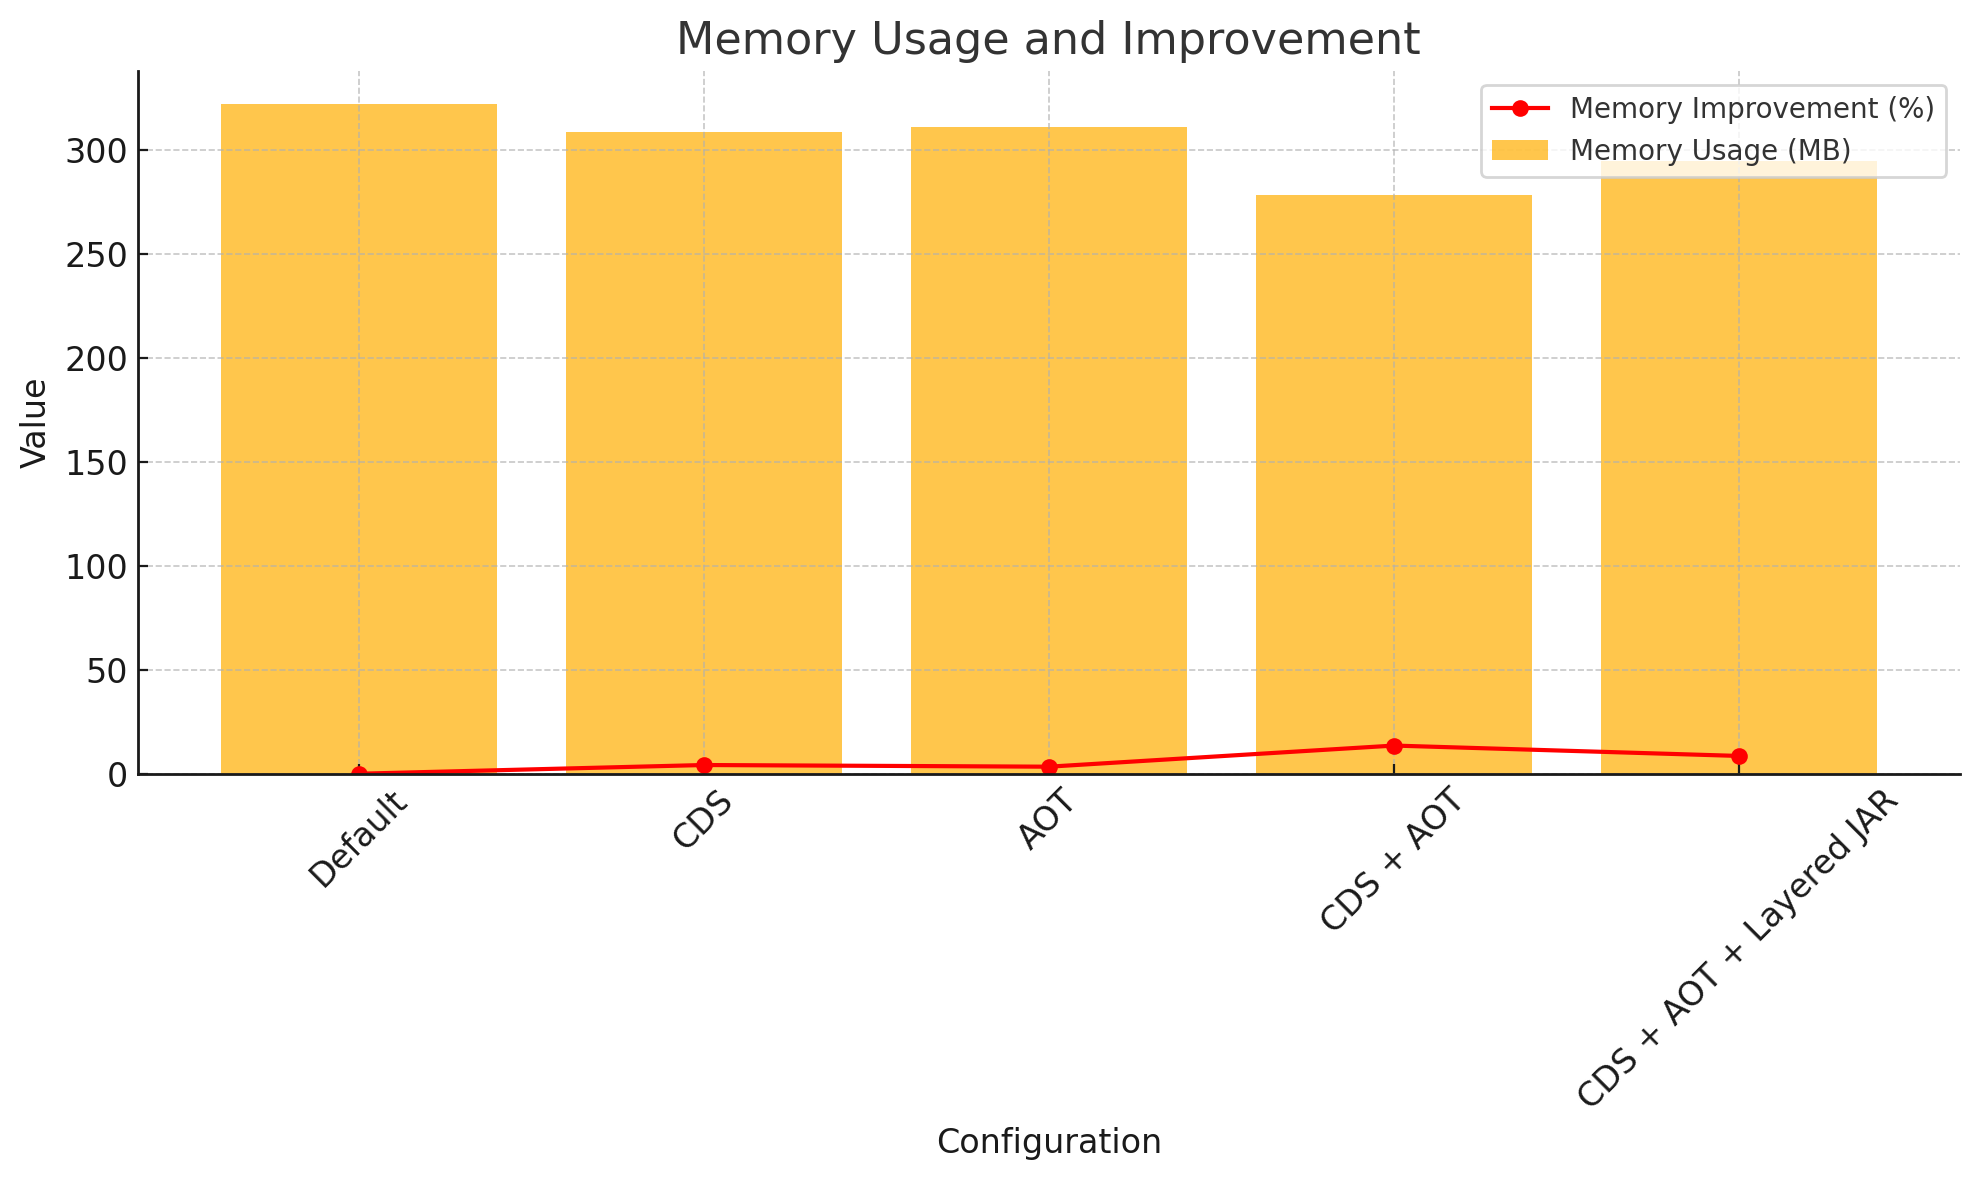 Memory Usage and Improvement
Memory Improvement (%)
Memory Usage (MB)
Value
300
250
200
150
100
50
0
Default
CDS
AOT
CDS + AOT
CDS + AOT + Layered JAR
Configuration